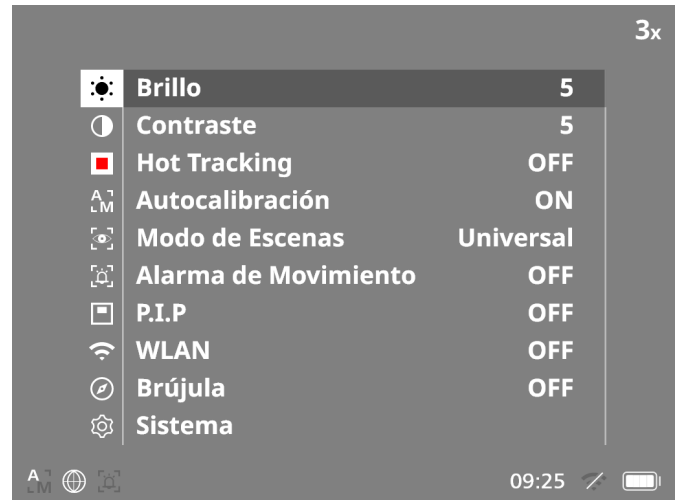 3x
Brillo 5
Contraste 5
Hot Tracking OFF
A M Autocalibración ON
Modo de Escenas Universal
Alarma de Movimiento OFF
P.I.P OFF
WLAN OFF
Brújula OFF
Sistema
A M 09:25